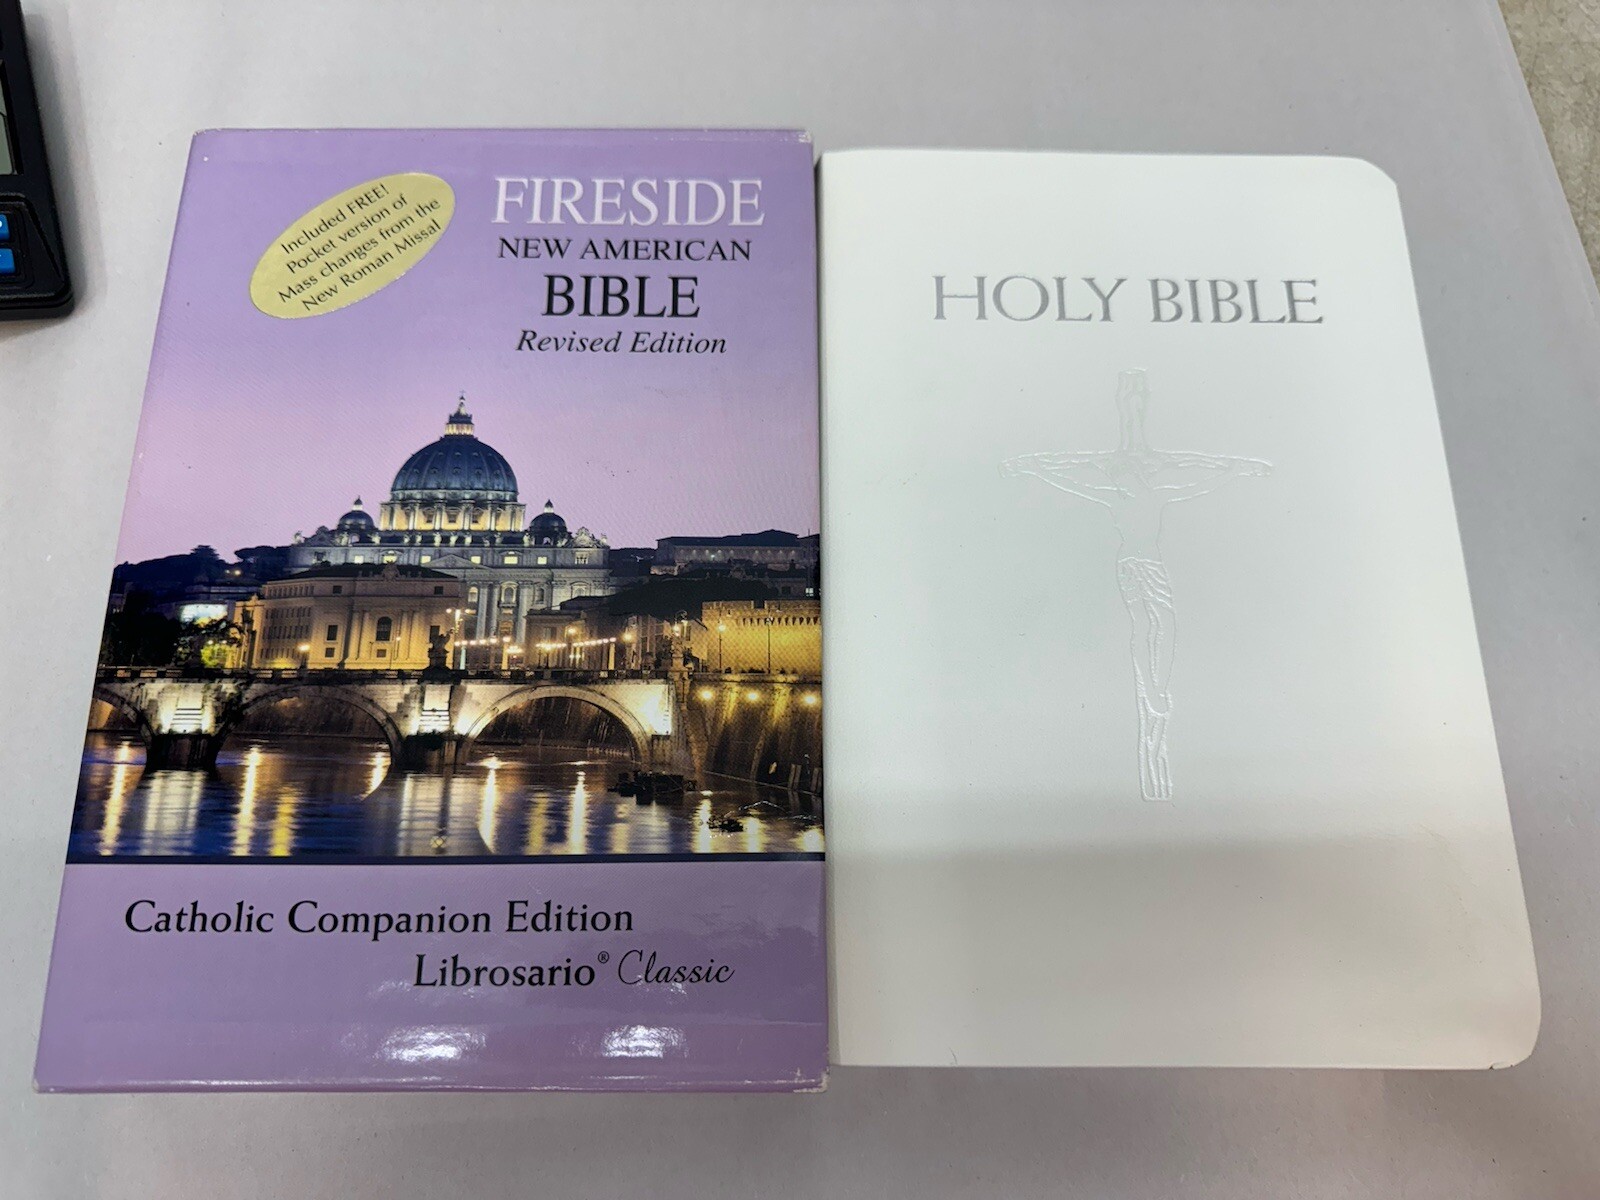 Included FREE!
Pocket version of
Mass changes from the
New Roman Missal
FIRESIDE
NEW AMERICAN
BIBLE
Revised Edition
Catholic Companion Edition
Librosario® Classic
HOLY BIBLE